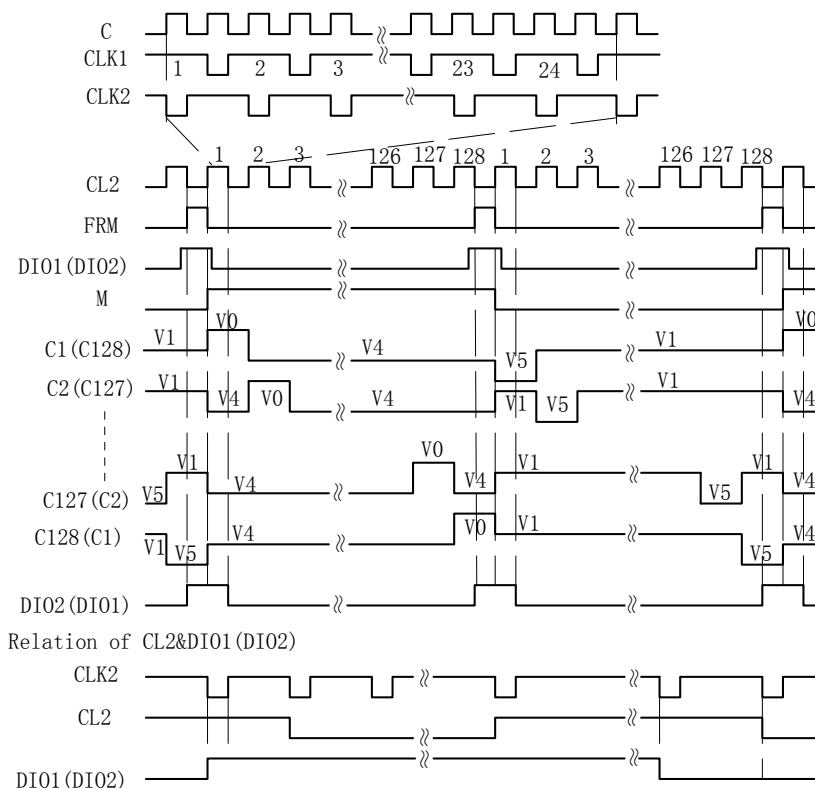 C
CLK1 1 2 3 23 24
CLK2
1 2 3 126 127 128 1 2 3 126 127 128
CL2
FRM
DIO1(DIO2)
M
V1 V0 V4 V5 V1 V0
C1(C128)
C2(C127) V1 V4 V0 V4 V1 V5 V1 V4
V0
V1 V1 V1
V5 V4 V4 V5 V4
C127(C2)
C128(C1) V1 V5 V4 V0 V1 V5 V4
DIO2(DIO1)
Relation of CL2&DIO1(DIO2)
CLK2
CL2
DIO1(DIO2)